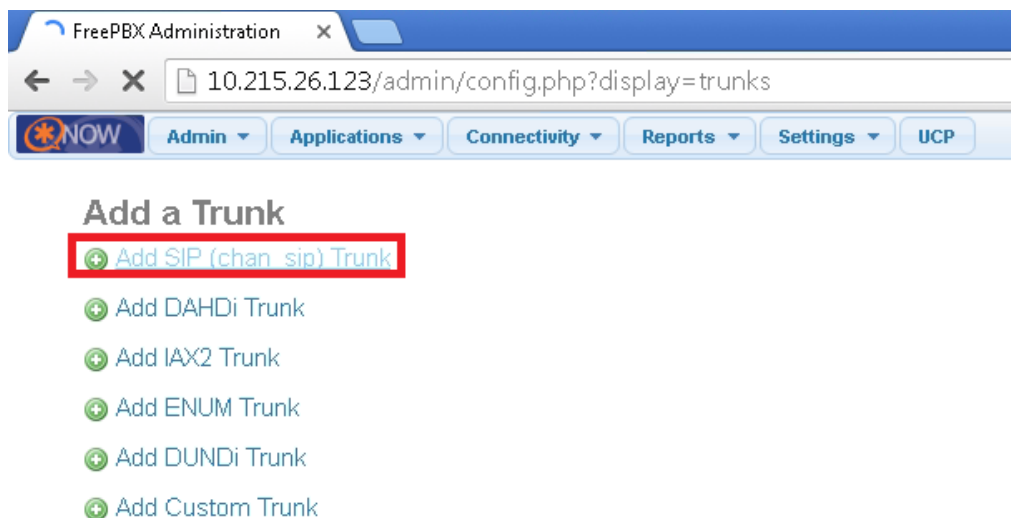 FreePBX Administration
10.215.26.123/admin/config.php?display=trunks
NOW Admin Applications Connectivity Reports Settings UCP
Add a Trunk
Add SIP (chan_sip) Trunk
Add DAHDi Trunk
Add IAX2 Trunk
Add ENUM Trunk
Add DUNDi Trunk
Add Custom Trunk